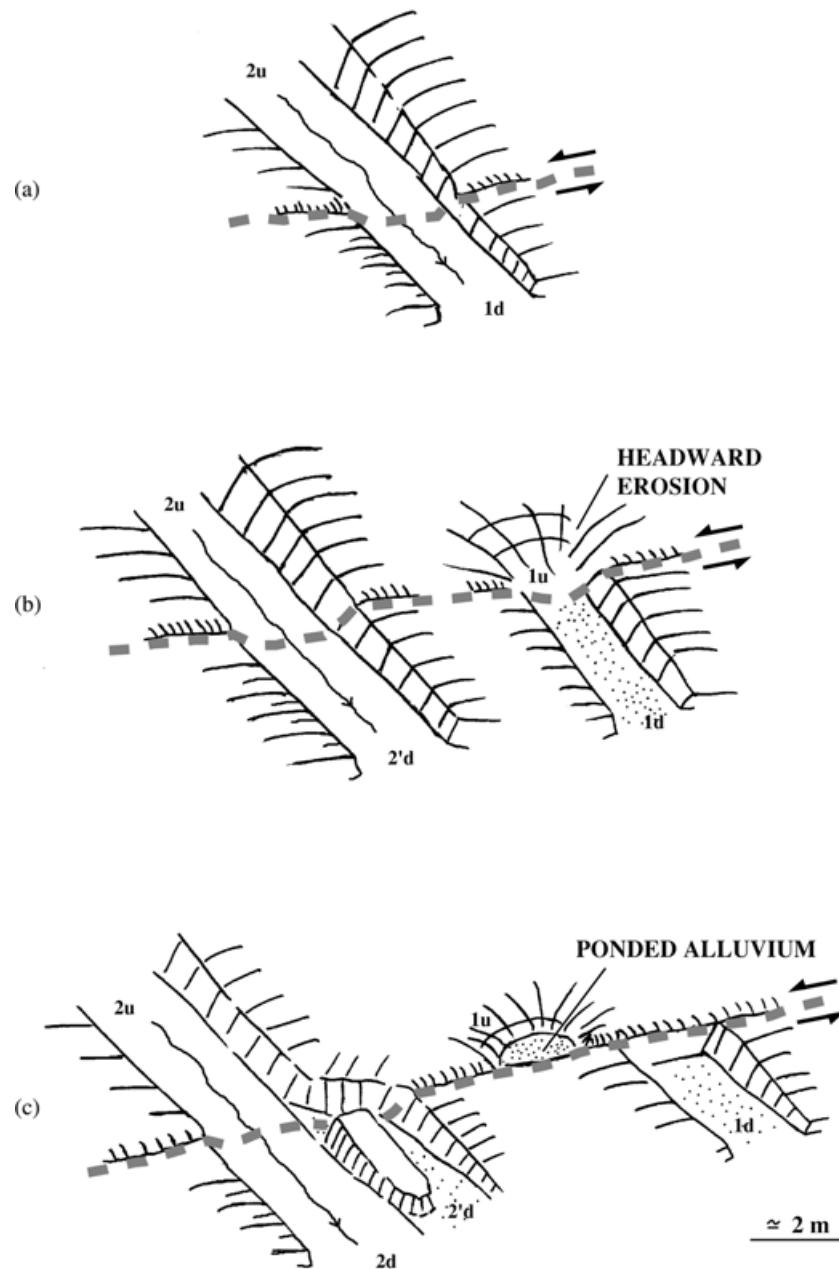 (a)
2u
1d
(b)
2u
HEADWARD
EROSION
1u
2'd
1d
(c)
PONDED ALLUVIUM
2u
1u
1d
2'd
2d
≃ 2 m